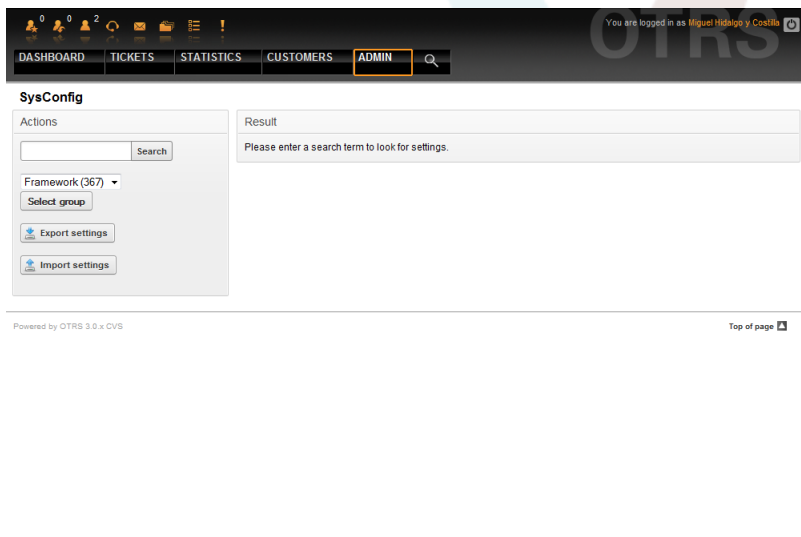 0 0 2
You are logged in as Miguel Hidalgo y Costilla
OTRS
DASHBOARD TICKETS STATISTICS CUSTOMERS ADMIN
SysConfig
Actions
Search
Framework (367)
Select group
Export settings
Import settings
Result
Please enter a search term to look for settings.
Powered by OTRS 3.0.x CVS
Top of page